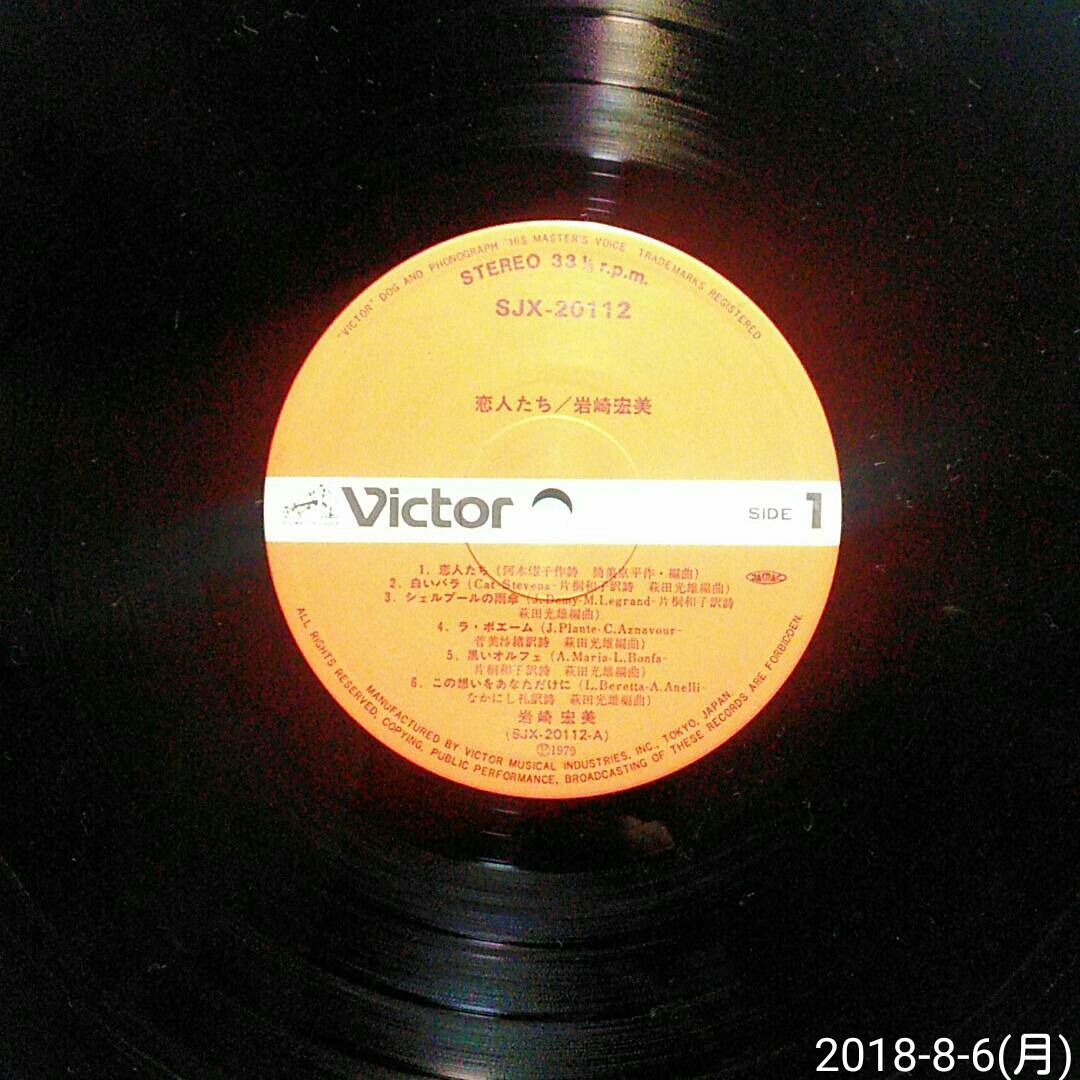 "VICTOR" DOG AND PHONOGRAPH "HIS MASTER'S VOICE" TRADEMARKS REGISTERED
STEREO 33⅓ r.p.m.
SJX-20112
恋人たち/岩崎宏美
Victor
SIDE 1
1. 恋人たち (阿木燿子作詩 筒美京平作・編曲)
2. 白いバラ (Cat Stevens-片桐和子訳詩 萩田光雄編曲)
3. シェルブールの雨傘 (J.Demy-M.Legrand-片桐和子訳詩
萩田光雄編曲)
4. ラ・ボエーム (J.Plante-C.Aznavour-
菅美沙緒訳詩 萩田光雄編曲)
5. 黒いオルフェ (A.Maria-L.Bonfa-
片桐和子訳詩 萩田光雄編曲)
6. この想いをあなただけに (L.Beretta-A.Anelli-
なかにし礼訳詩 萩田光雄編曲)
岩崎宏美
(SJX-20112-A)
Ⓟ1979
MANUFACTURED BY VICTOR MUSICAL INDUSTRIES, INC., TOKYO, JAPAN.
ALL RIGHTS RESERVED. COPYING, PUBLIC PERFORMANCE, BROADCASTING OF THESE RECORDS ARE FORBIDDEN.
2018-8-6(月)